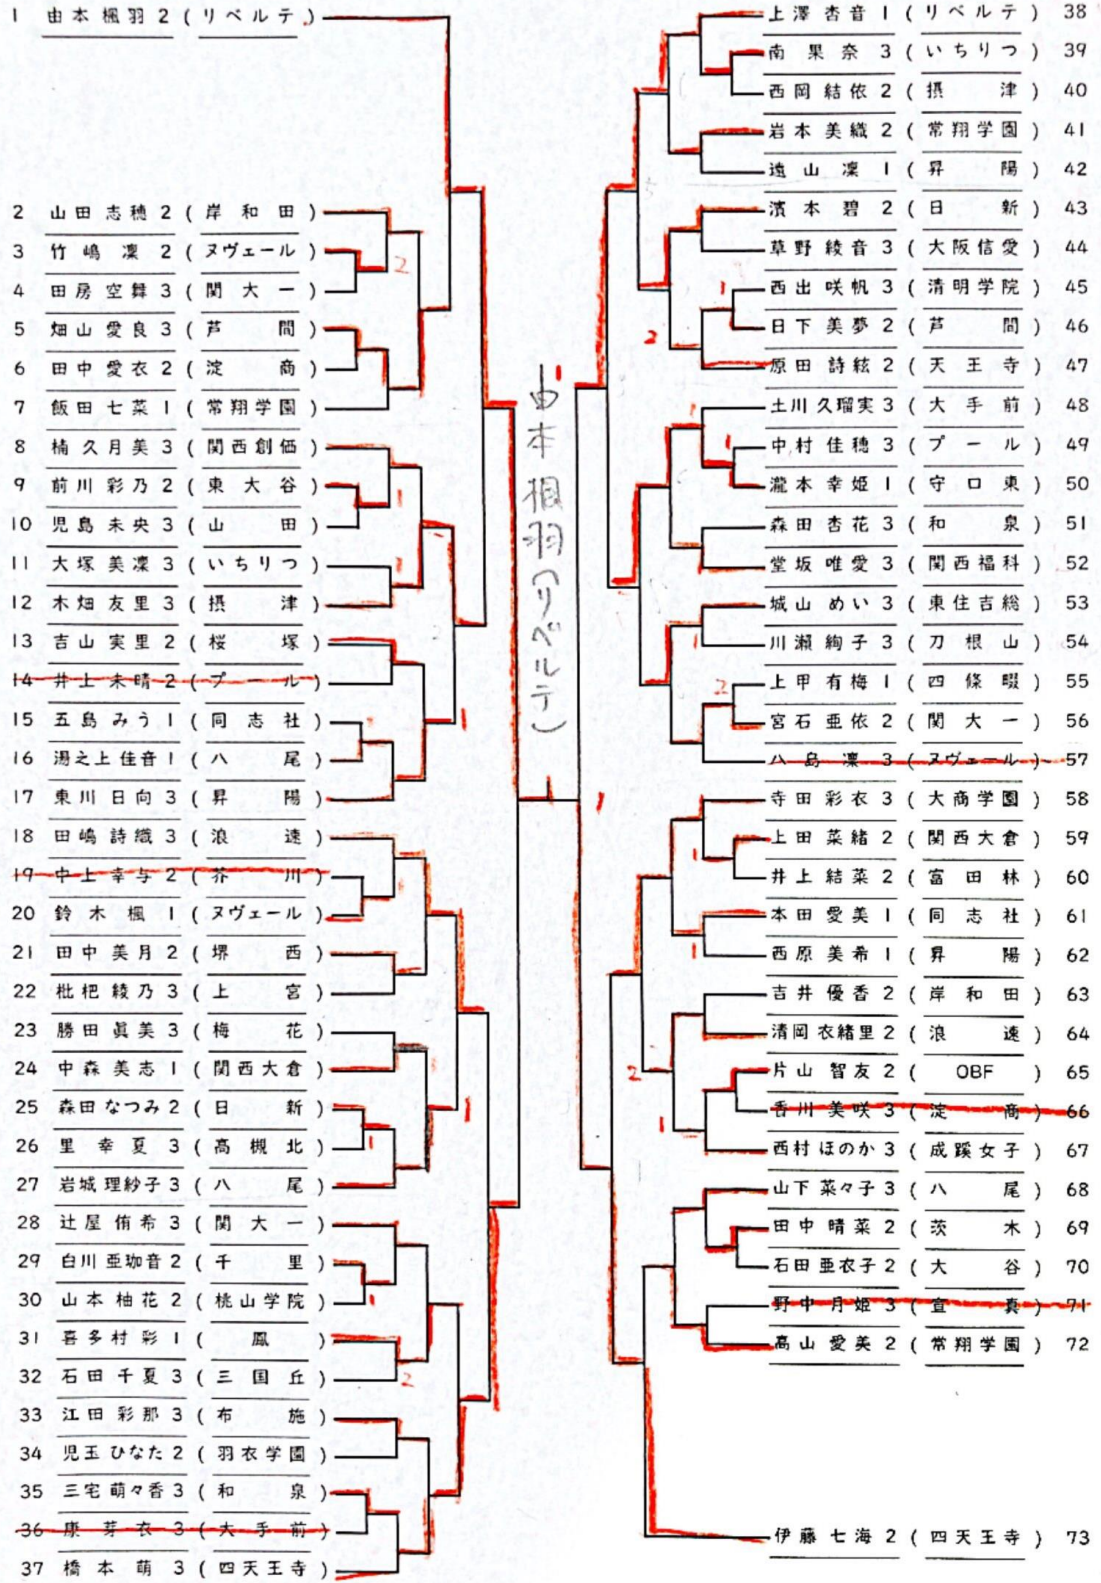 1 由本楓羽 2 (リベルテ)
2 山田志穂 2 (岸和田)
3 竹嶋凜 2 (ヌヴェール)
4 田房空舞 3 (関大一)
5 畑山愛良 3 (芦間)
6 田中愛衣 2 (淀商)
7 飯田七菜 1 (常翔学園)
8 楠久月美 3 (関西創価)
9 前川彩乃 2 (東大谷)
10 児島未央 3 (山田)
11 大塚美凜 3 (いちりつ)
12 木畑友里 3 (摂津)
13 吉山実里 2 (桜塚)
14 井上未晴 2 (プール)
15 五島みう 1 (同志社)
16 湯之上佳音 1 (八尾)
17 東川日向 3 (昇陽)
18 田嶋詩織 3 (浪速)
19 中上幸与 2 (芥川)
20 鈴木楓 1 (ヌヴェール)
21 田中美月 2 (堺西)
22 枇杷綾乃 3 (上宮)
23 勝田眞美 3 (梅花)
24 中森美志 1 (関西大倉)
25 森田なつみ 2 (日新)
26 里幸夏 3 (高槻北)
27 岩城理紗子 3 (八尾)
28 辻屋侑希 3 (関大一)
29 白川亜珈音 2 (千里)
30 山本柚花 2 (桃山学院)
31 喜多村彩 1 (鳳)
32 石田千夏 3 (三国丘)
33 江田彩那 3 (布施)
34 児玉ひなた 2 (羽衣学園)
35 三宅萌々香 3 (和泉)
36 康芽衣 3 (大手前)
37 橋本萌 3 (四天王寺)
由本楓羽(リベルテ)
上澤杏音 1 (リベルテ) 38
南果奈 3 (いちりつ) 39
西岡結依 2 (摂津) 40
岩本美織 2 (常翔学園) 41
遠山凜 1 (昇陽) 42
濱本碧 2 (日新) 43
草野綾音 3 (大阪信愛) 44
西出咲帆 3 (清明学院) 45
日下美夢 2 (芦間) 46
原田詩絃 2 (天王寺) 47
土川久瑠実 3 (大手前) 48
中村佳穂 3 (プール) 49
瀧本幸姫 1 (守口東) 50
森田杏花 3 (和泉) 51
堂坂唯愛 3 (関西福科) 52
城山めい 3 (東住吉総) 53
川瀬絢子 3 (刀根山) 54
上甲有梅 1 (四條畷) 55
宮石亜依 2 (関大一) 56
八島凜 3 (ヌヴェール) 57
寺田彩衣 3 (大商学園) 58
上田菜緒 2 (関西大倉) 59
井上結菜 2 (富田林) 60
本田愛美 1 (同志社) 61
西原美希 1 (昇陽) 62
吉井優香 2 (岸和田) 63
清岡衣緒里 2 (浪速) 64
片山智友 2 (OBF) 65
香川美咲 3 (淀商) 66
西村ほのか 3 (成蹊女子) 67
山下菜々子 3 (八尾) 68
田中晴菜 2 (茨木) 69
石田亜衣子 2 (大谷) 70
野中月姫 3 (宣真) 71
高山愛美 2 (常翔学園) 72
伊藤七海 2 (四天王寺) 73